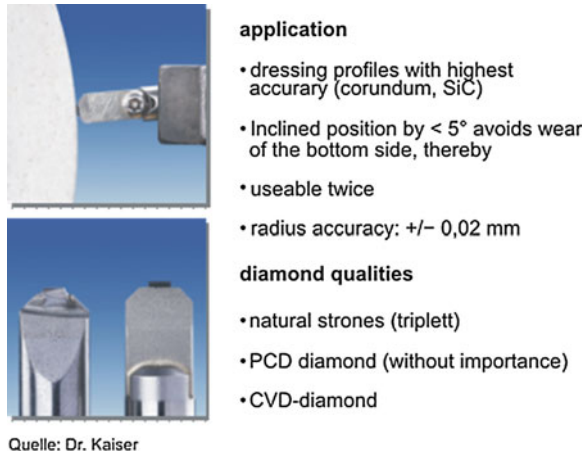 application
• dressing profiles with highest
accurary (corundum, SiC)
• Inclined position by < 5° avoids wear
of the bottom side, thereby
• useable twice
• radius accuracy: +/− 0,02 mm
diamond qualities
• natural strones (triplett)
• PCD diamond (without importance)
• CVD-diamond
Quelle: Dr. Kaiser